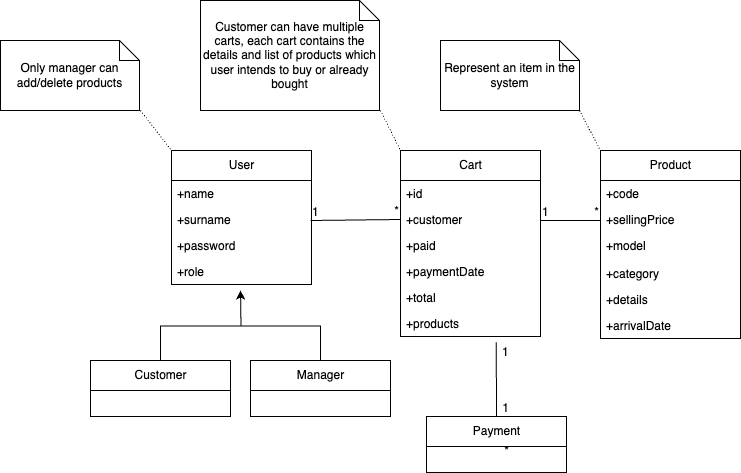 Customer can have multiple
carts, each cart contains the
details and list of products which
user intends to buy or already
bought
Only manager can
add/delete products
Represent an item in the
system
User
+name
+surname
+password
+role
1
*
Cart
+id
+customer
+paid
+paymentDate
+total
+products
1
*
Product
+code
+sellingPrice
+model
+category
+details
+arrivalDate
Customer
Manager
1
1
Payment
*